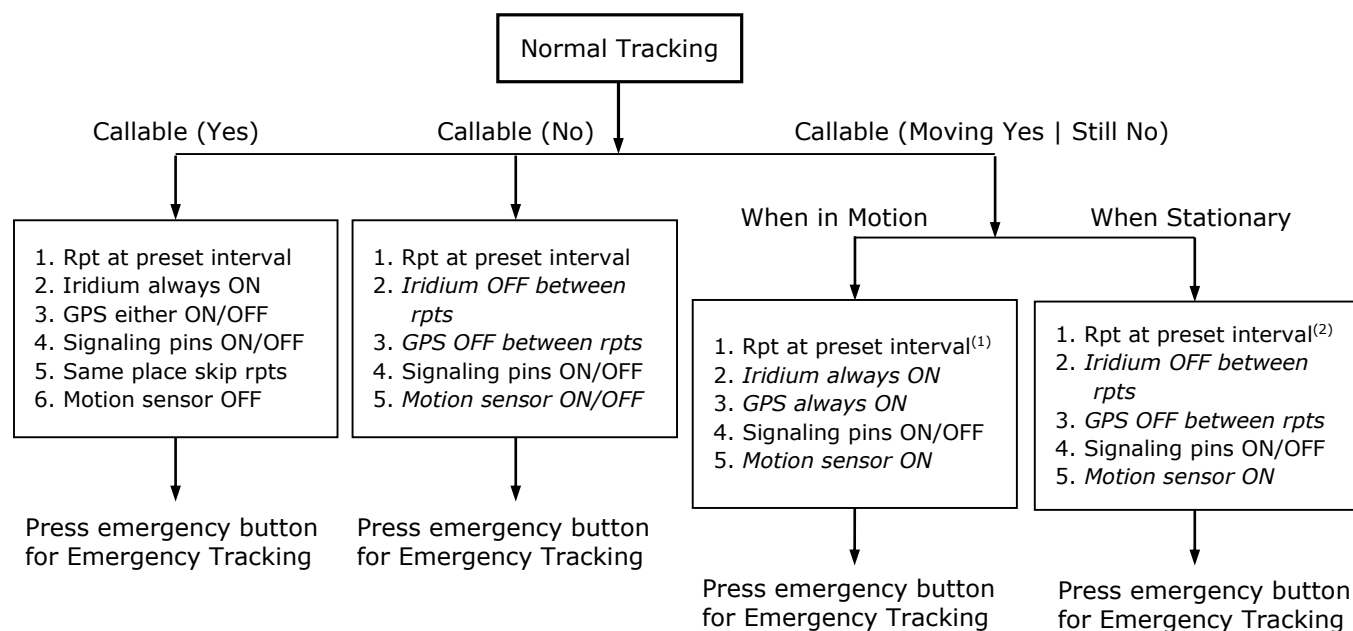 Normal Tracking
Callable (Yes)
Callable (No)
Callable (Moving Yes | Still No)
When in Motion
When Stationary
1. Rpt at preset interval
2. Iridium always ON
3. GPS either ON/OFF
4. Signaling pins ON/OFF
5. Same place skip rpts
6. Motion sensor OFF
1. Rpt at preset interval
2. Iridium OFF between
rpts
3. GPS OFF between rpts
4. Signaling pins ON/OFF
5. Motion sensor ON/OFF
1. Rpt at preset interval(1)
2. Iridium always ON
3. GPS always ON
4. Signaling pins ON/OFF
5. Motion sensor ON
1. Rpt at preset interval(2)
2. Iridium OFF between
rpts
3. GPS OFF between rpts
4. Signaling pins ON/OFF
5. Motion sensor ON
Press emergency button
for Emergency Tracking
Press emergency button
for Emergency Tracking
Press emergency button
for Emergency Tracking
Press emergency button
for Emergency Tracking